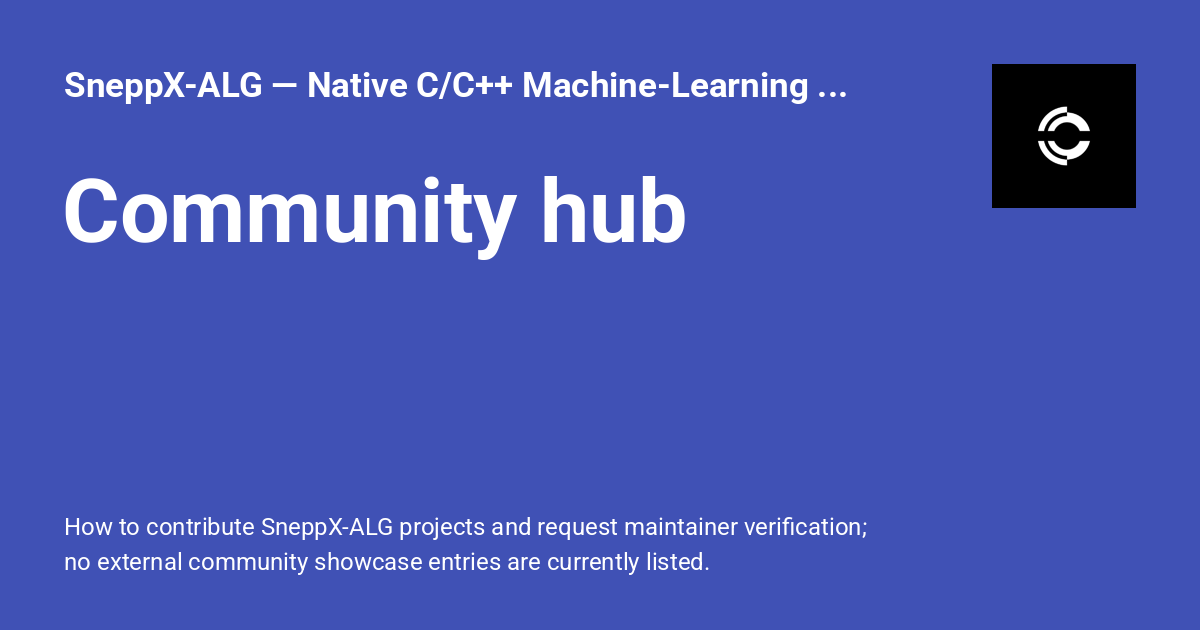 SneppX-ALG — Native C/C++ Machine-Learning ...
Community hub
How to contribute SneppX-ALG projects and request maintainer verification;
no external community showcase entries are currently listed.